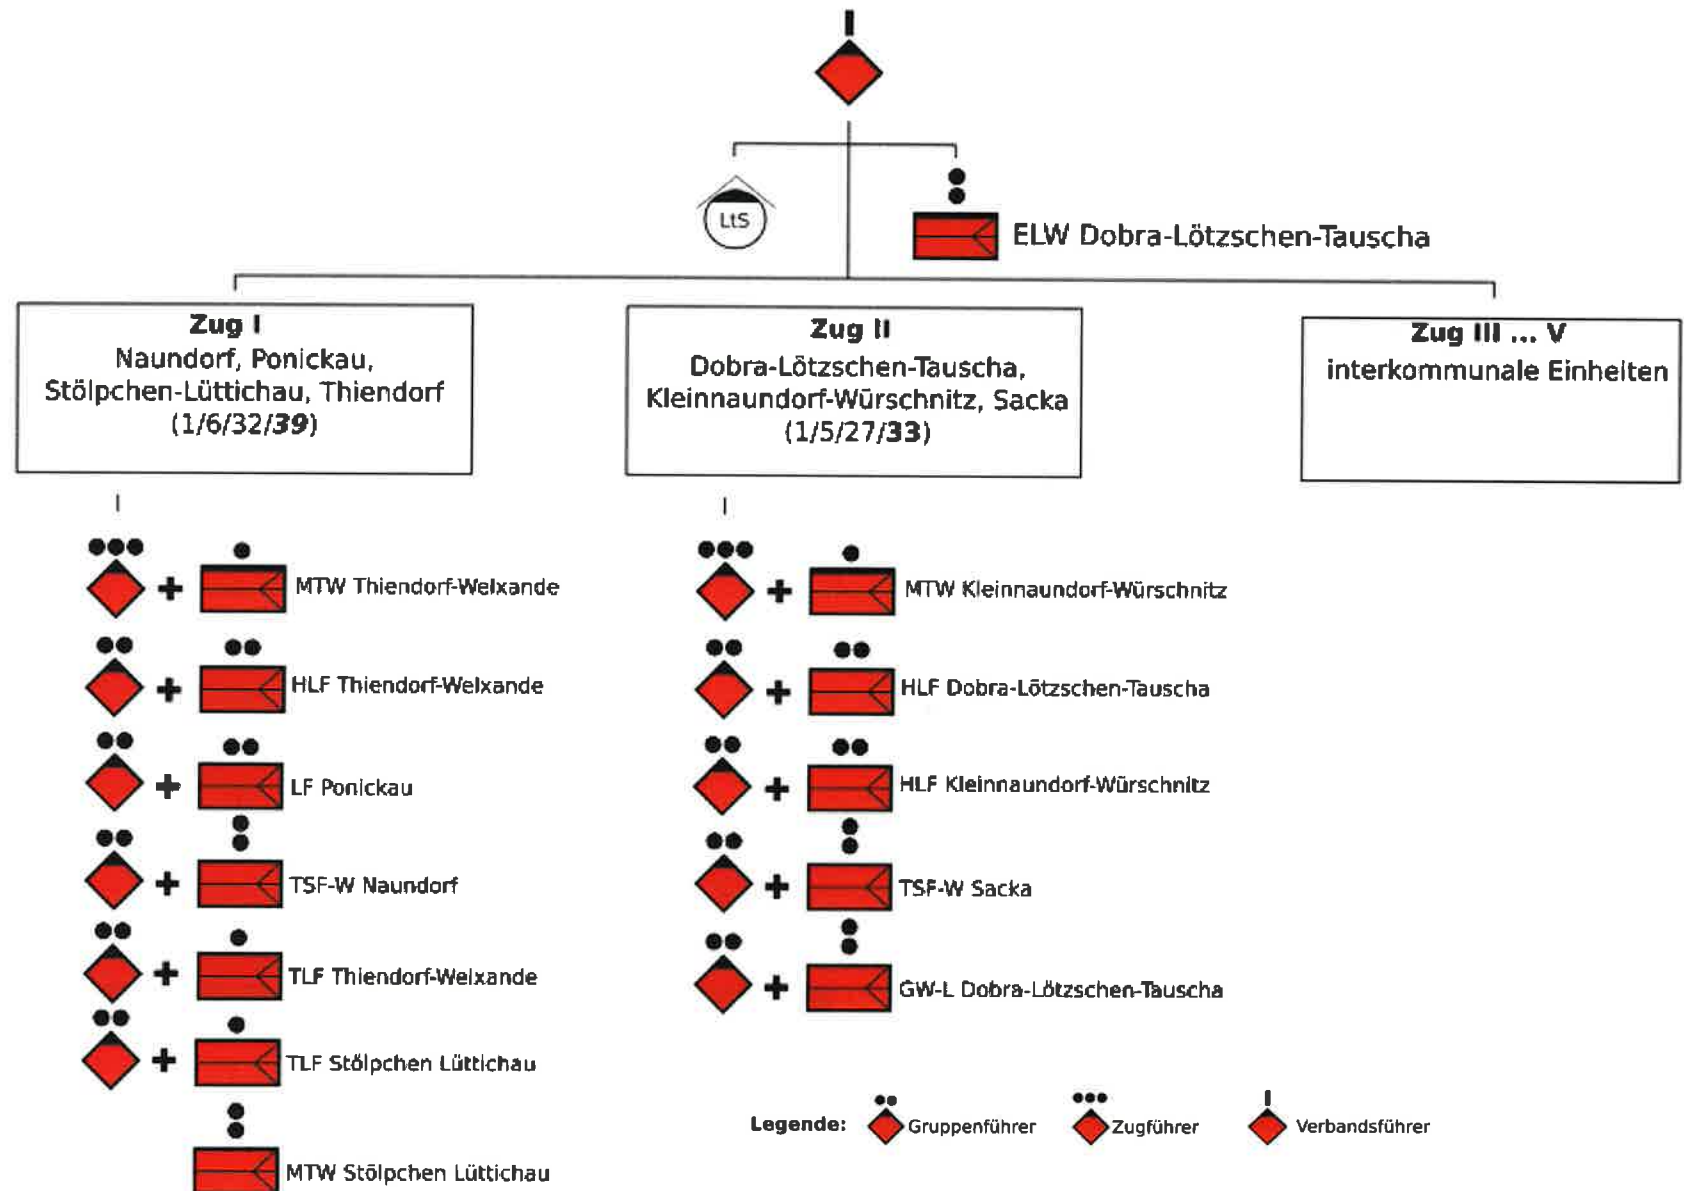 LtS
ELW Dobra-Lötzschen-Tauscha
Zug I
Naundorf, Ponickau,
Stölpchen-Lüttichau, Thiendorf
(1/6/32/39)
Zug II
Dobra-Lötzschen-Tauscha,
Kleinnaundorf-Würschnitz, Sacka
(1/5/27/33)
Zug III ... V
interkommunale Einheiten
MTW Thiendorf-Welxande
HLF Thiendorf-Welxande
LF Ponickau
TSF-W Naundorf
TLF Thiendorf-Welxande
TLF Stölpchen Lüttichau
MTW Stölpchen Lüttichau
MTW Kleinnaundorf-Würschnitz
HLF Dobra-Lötzschen-Tauscha
HLF Kleinnaundorf-Würschnitz
TSF-W Sacka
GW-L Dobra-Lötzschen-Tauscha
Legende: Gruppenführer Zugführer Verbandsführer